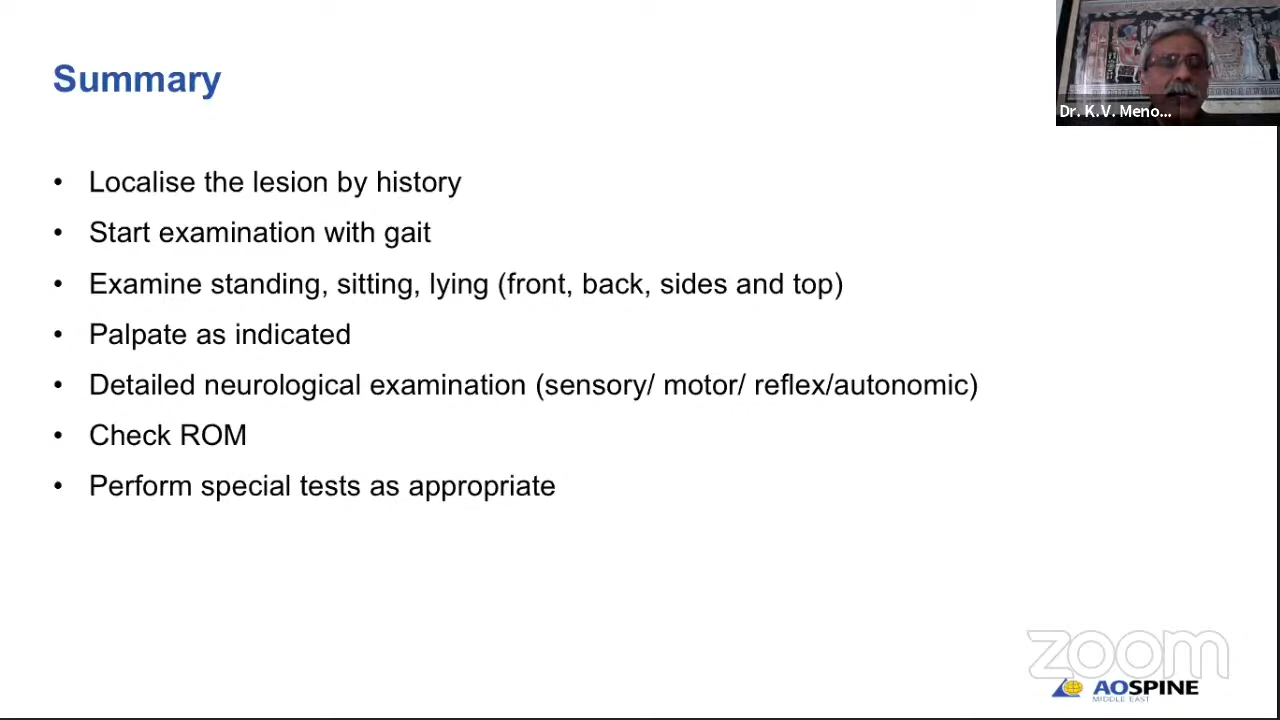 Summary
Dr. K.V. Meno...
• Localise the lesion by history
• Start examination with gait
• Examine standing, sitting, lying (front, back, sides and top)
• Palpate as indicated
• Detailed neurological examination (sensory/ motor/ reflex/autonomic)
• Check ROM
• Perform special tests as appropriate
zoom
AOSPINE
MIDDLE EAST